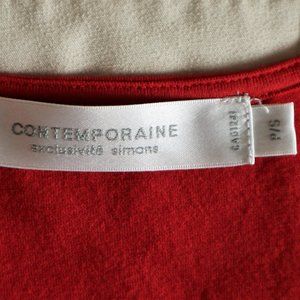 CONTEMPORAINE
exclusivité simons
P/S